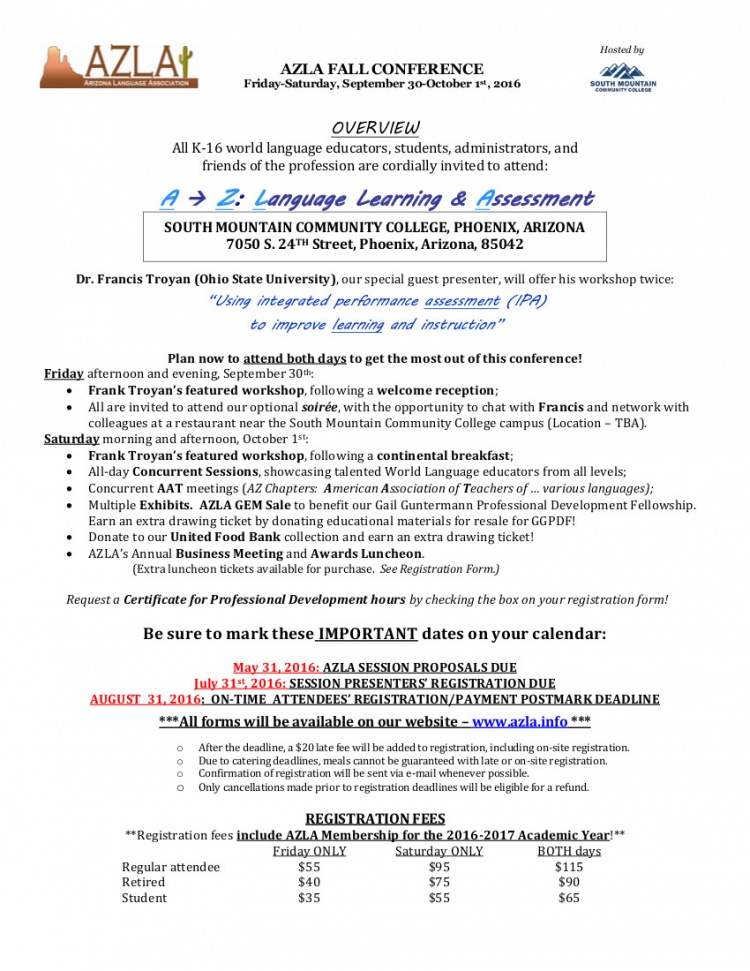 AZLA
ARIZONA LANGUAGE ASSOCIATION
Hosted by
SOUTH MOUNTAIN
COMMUNITY COLLEGE
AZLA FALL CONFERENCE
Friday-Saturday, September 30-October 1st, 2016
OVERVIEW
All K-16 world language educators, students, administrators, and
friends of the profession are cordially invited to attend:
A → Z: Language Learning & Assessment
SOUTH MOUNTAIN COMMUNITY COLLEGE, PHOENIX, ARIZONA
7050 S. 24TH Street, Phoenix, Arizona, 85042
Dr. Francis Troyan (Ohio State University), our special guest presenter, will offer his workshop twice:
“Using integrated performance assessment (IPA)
to improve learning and instruction”
Plan now to attend both days to get the most out of this conference!
Friday afternoon and evening, September 30th:
• Frank Troyan’s featured workshop, following a welcome reception;
• All are invited to attend our optional soirée, with the opportunity to chat with Francis and network with
colleagues at a restaurant near the South Mountain Community College campus (Location – TBA).
Saturday morning and afternoon, October 1st:
• Frank Troyan’s featured workshop, following a continental breakfast;
• All-day Concurrent Sessions, showcasing talented World Language educators from all levels;
• Concurrent AAT meetings (AZ Chapters: American Association of Teachers of … various languages);
• Multiple Exhibits. AZLA GEM Sale to benefit our Gail Guntermann Professional Development Fellowship.
Earn an extra drawing ticket by donating educational materials for resale for GGPDF!
• Donate to our United Food Bank collection and earn an extra drawing ticket!
• AZLA’s Annual Business Meeting and Awards Luncheon.
(Extra luncheon tickets available for purchase. See Registration Form.)
Request a Certificate for Professional Development hours by checking the box on your registration form!
Be sure to mark these IMPORTANT dates on your calendar:
May 31, 2016: AZLA SESSION PROPOSALS DUE
July 31st, 2016: SESSION PRESENTERS’ REGISTRATION DUE
AUGUST 31, 2016: ON-TIME ATTENDEES’ REGISTRATION/PAYMENT POSTMARK DEADLINE
***All forms will be available on our website – www.azla.info ***
o After the deadline, a $20 late fee will be added to registration, including on-site registration.
o Due to catering deadlines, meals cannot be guaranteed with late or on-site registration.
o Confirmation of registration will be sent via e-mail whenever possible.
o Only cancellations made prior to registration deadlines will be eligible for a refund.
REGISTRATION FEES
**Registration fees include AZLA Membership for the 2016-2017 Academic Year!**
Friday ONLY Saturday ONLY BOTH days
Regular attendee $55 $95 $115
Retired $40 $75 $90
Student $35 $55 $65